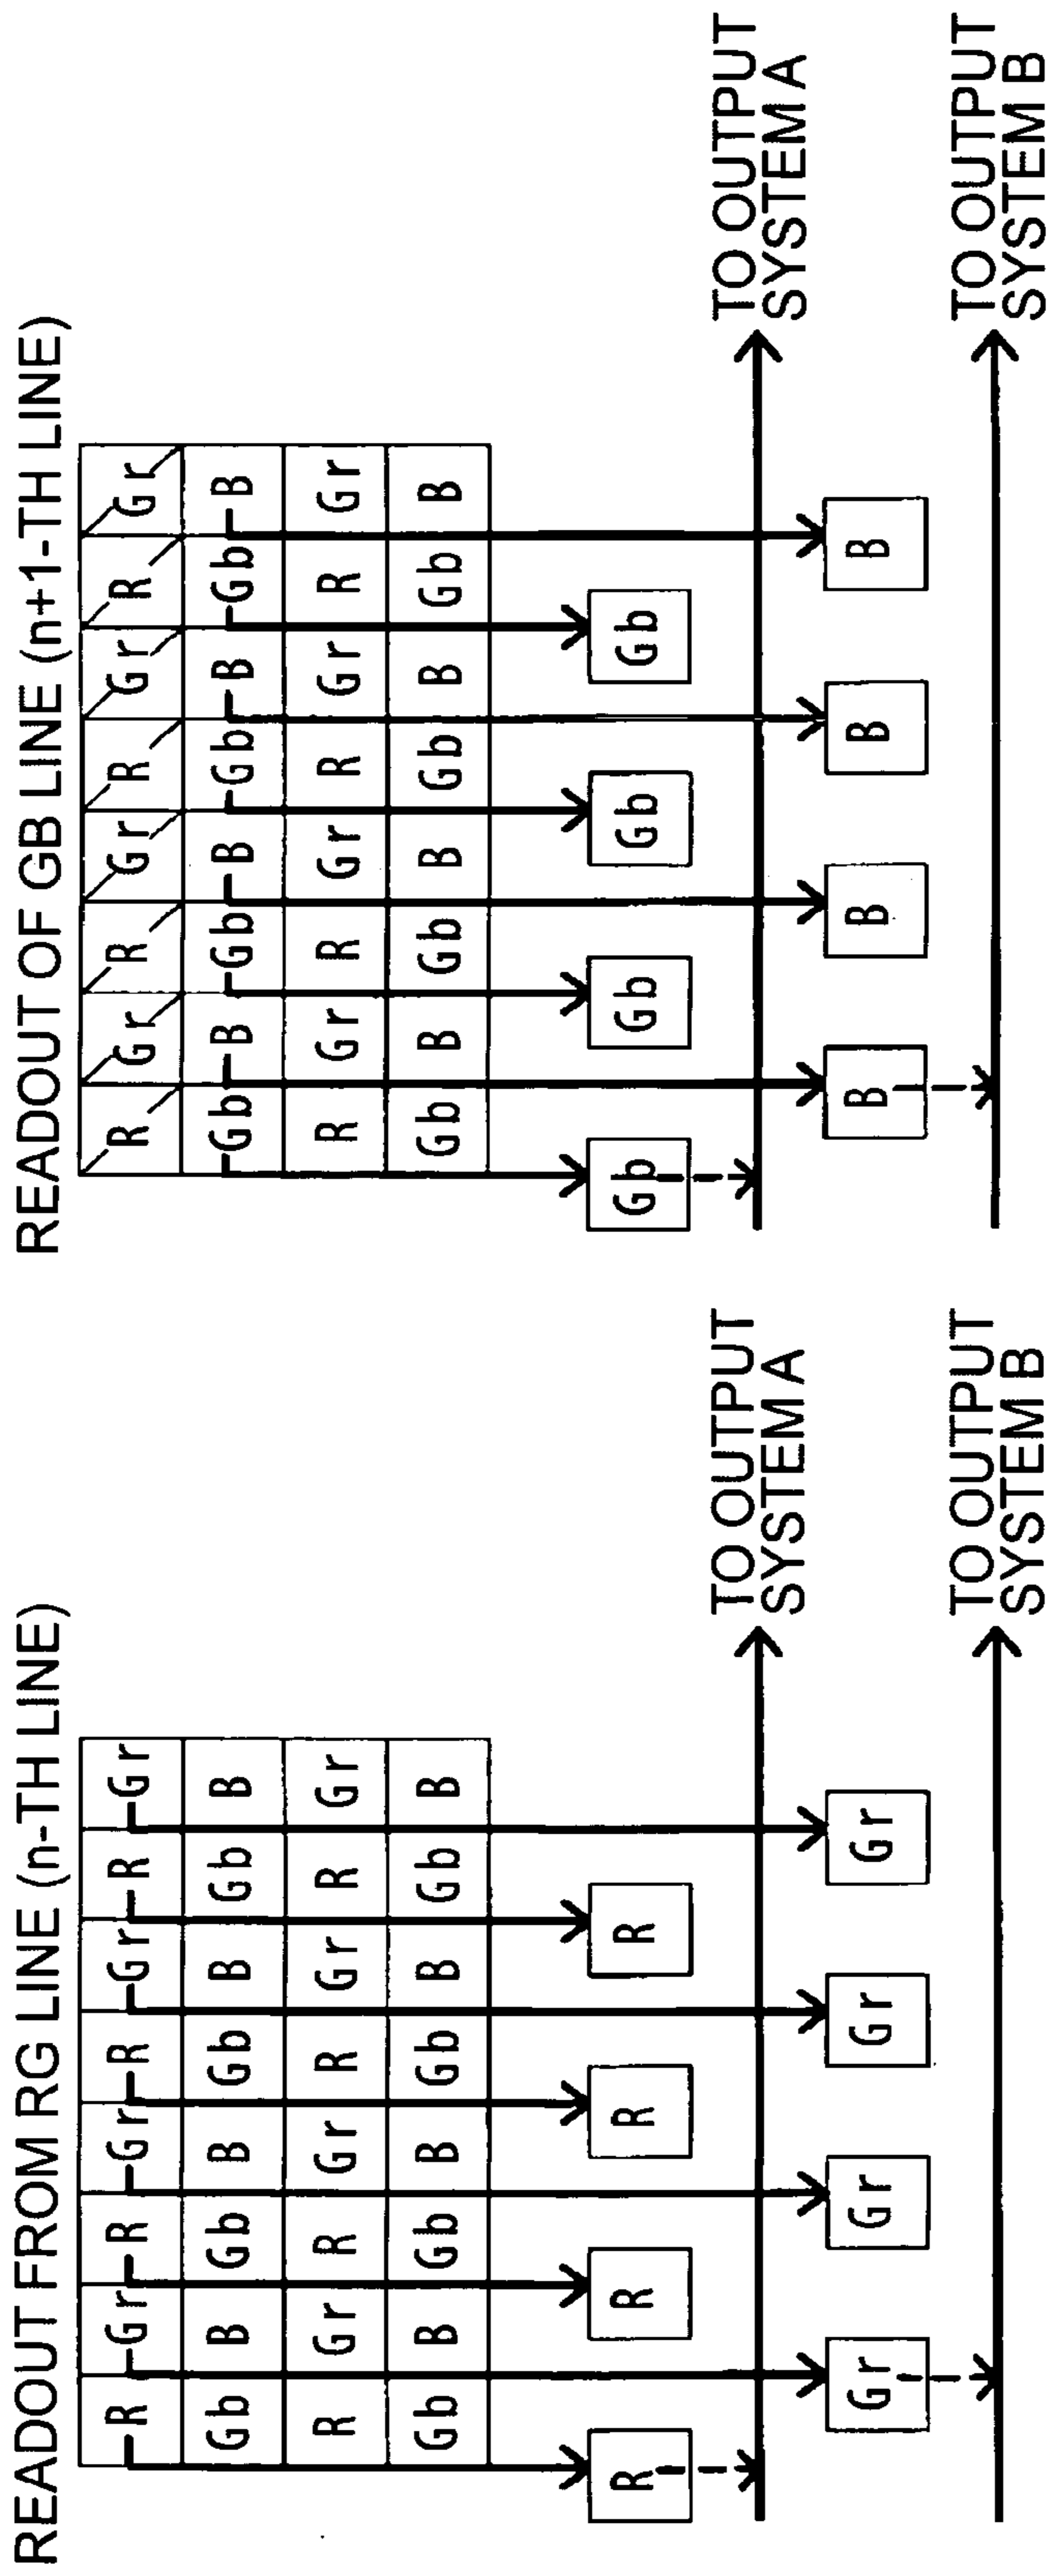 READOUT FROM RG LINE (n-TH LINE)
R Gr R Gr R Gr R Gr
Gb B Gb B Gb B Gb B
R Gr R Gr R Gr R Gr
Gb B Gb B Gb B Gb B
R R R R
TO OUTPUT
SYSTEM A
Gr Gr Gr Gr
TO OUTPUT
SYSTEM B
READOUT OF GB LINE (n+1-TH LINE)
R Gr R Gr R Gr R Gr
Gb B Gb B Gb B Gb B
R Gr R Gr R Gr R Gr
Gb B Gb B Gb B Gb B
Gb Gb Gb Gb
TO OUTPUT
SYSTEM A
B B B B
TO OUTPUT
SYSTEM B